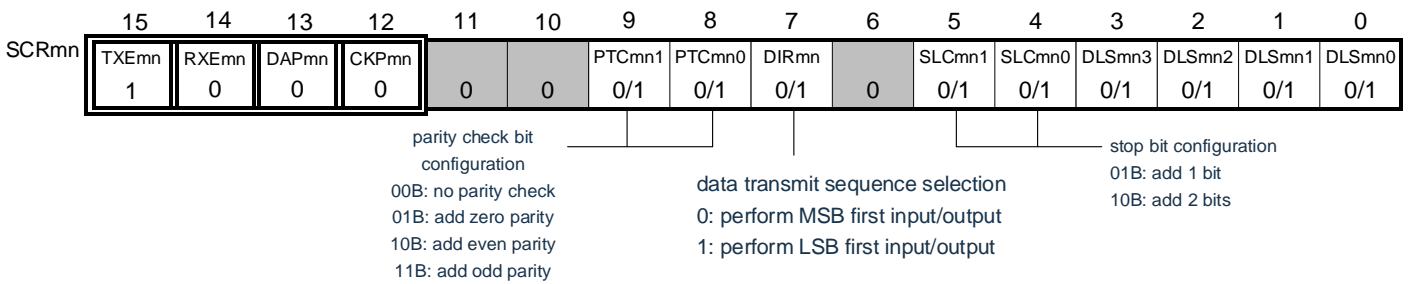 15 14 13 12 11 10 9 8 7 6 5 4 3 2 1 0
SCRmn TXEmn RXEmn DAPmn CKPmn PTCmn1 PTCmn0 DIRmn SLCmn1 SLCmn0 DLSmn3 DLSmn2 DLSmn1 DLSmn0
1 0 0 0 0 0 0/1 0/1 0/1 0 0/1 0/1 0/1 0/1 0/1 0/1
parity check bit
configuration
00B: no parity check
01B: add zero parity
10B: add even parity
11B: add odd parity
data transmit sequence selection
0: perform MSB first input/output
1: perform LSB first input/output
stop bit configuration
01B: add 1 bit
10B: add 2 bits